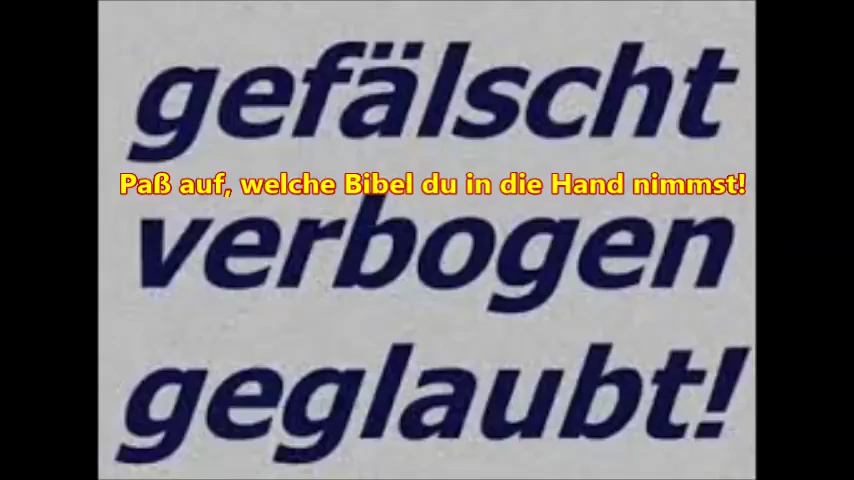 gefälscht
Paß auf, welche Bibel du in die Hand nimmst!
verbogen
geglaubt!